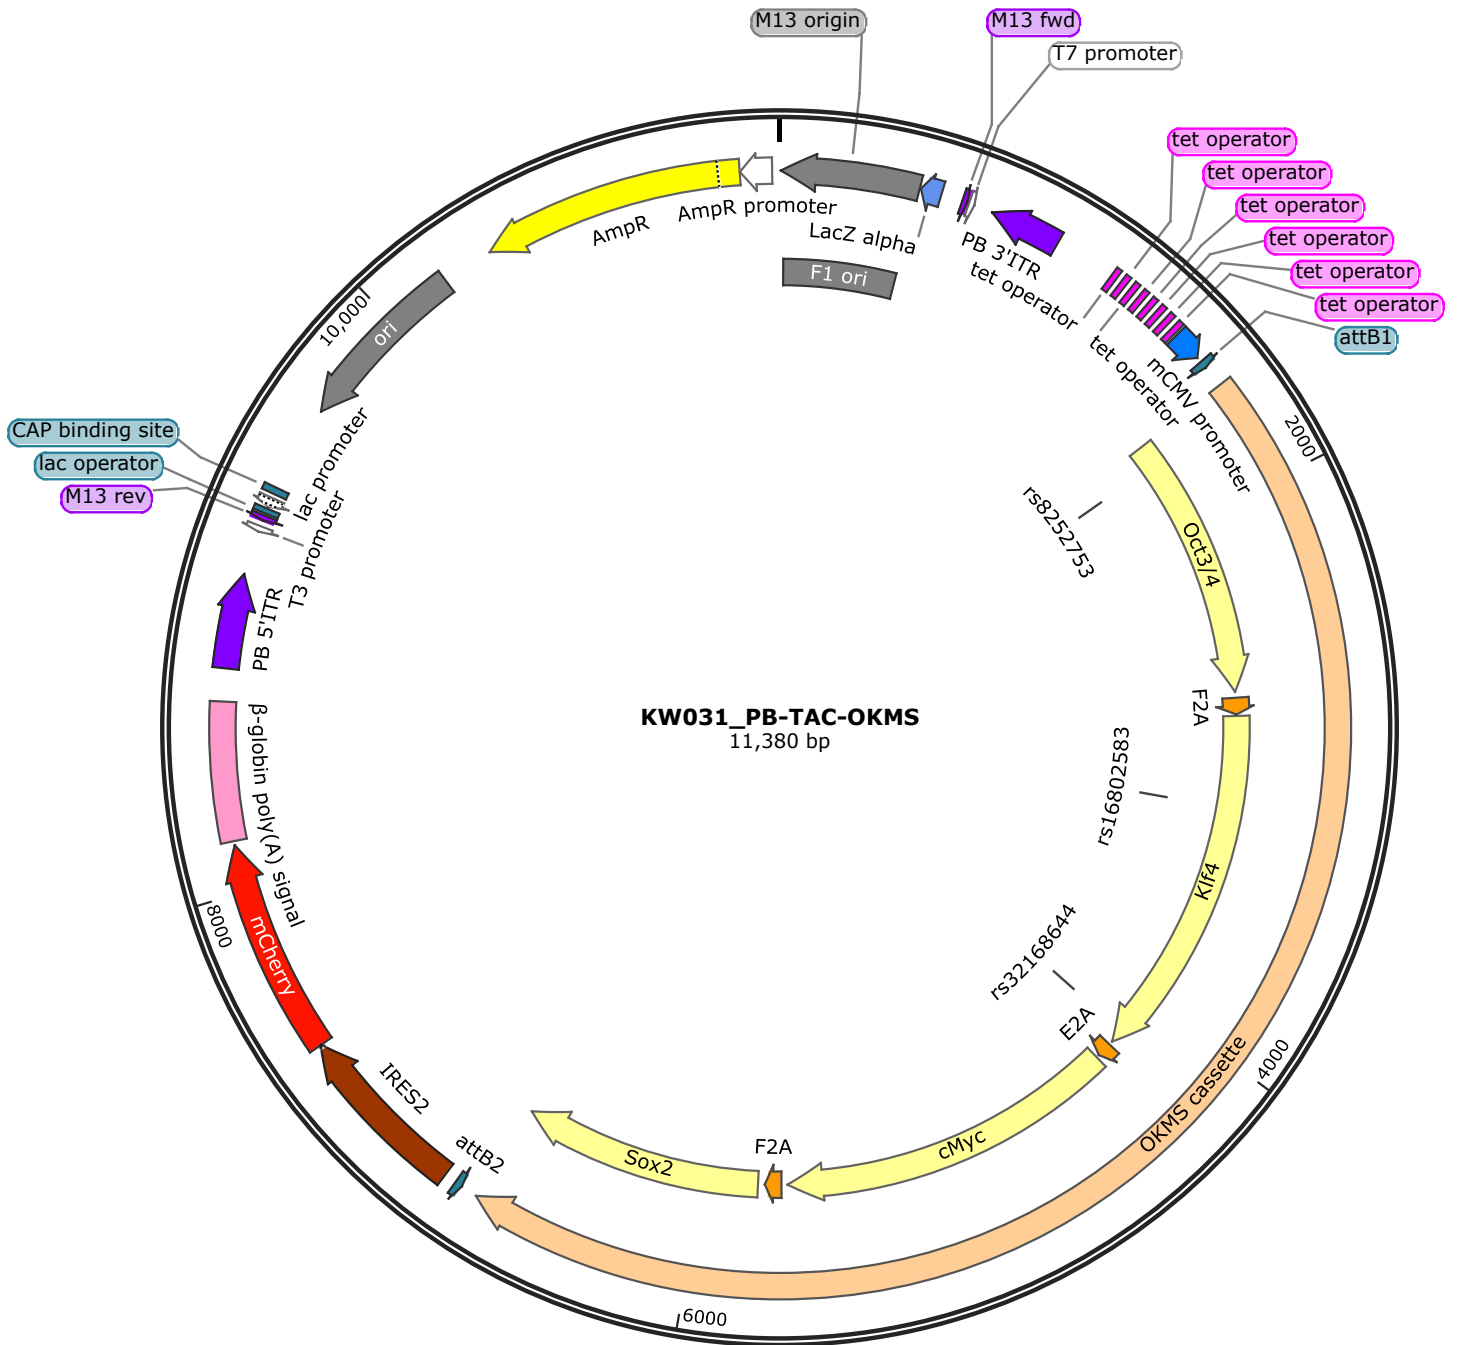 M13 origin
M13 fwd
T7 promoter
tet operator
tet operator
tet operator
tet operator
tet operator
tet operator
attB1
AmpR
AmpR promoter
LacZ alpha
F1 ori
PB 3'ITR
tet operator
tet operator
mCMV promoter
2000
10,000
ori
CAP binding site
lac operator
M13 rev
lac promoter
T3 promoter
PB 5'ITR
rs8252753
Oct3/4
F2A
KW031_PB-TAC-OKMS
11,380 bp
rs16802583
Klf4
β-globin poly(A) signal
8000
mCherry
rs32168644
E2A
4000
OKMS cassette
IRES2
attB2
Sox2
F2A
cMyc
6000